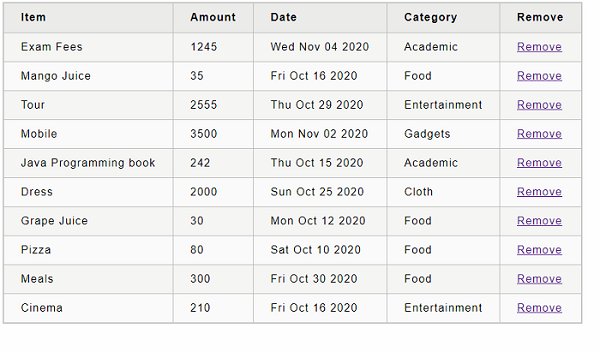 Item Amount Date Category Remove
Exam Fees 1245 Wed Nov 04 2020 Academic Remove
Mango Juice 35 Fri Oct 16 2020 Food Remove
Tour 2555 Thu Oct 29 2020 Entertainment Remove
Mobile 3500 Mon Nov 02 2020 Gadgets Remove
Java Programming book 242 Thu Oct 15 2020 Academic Remove
Dress 2000 Sun Oct 25 2020 Cloth Remove
Grape Juice 30 Mon Oct 12 2020 Food Remove
Pizza 80 Sat Oct 10 2020 Food Remove
Meals 300 Fri Oct 30 2020 Food Remove
Cinema 210 Fri Oct 16 2020 Entertainment Remove